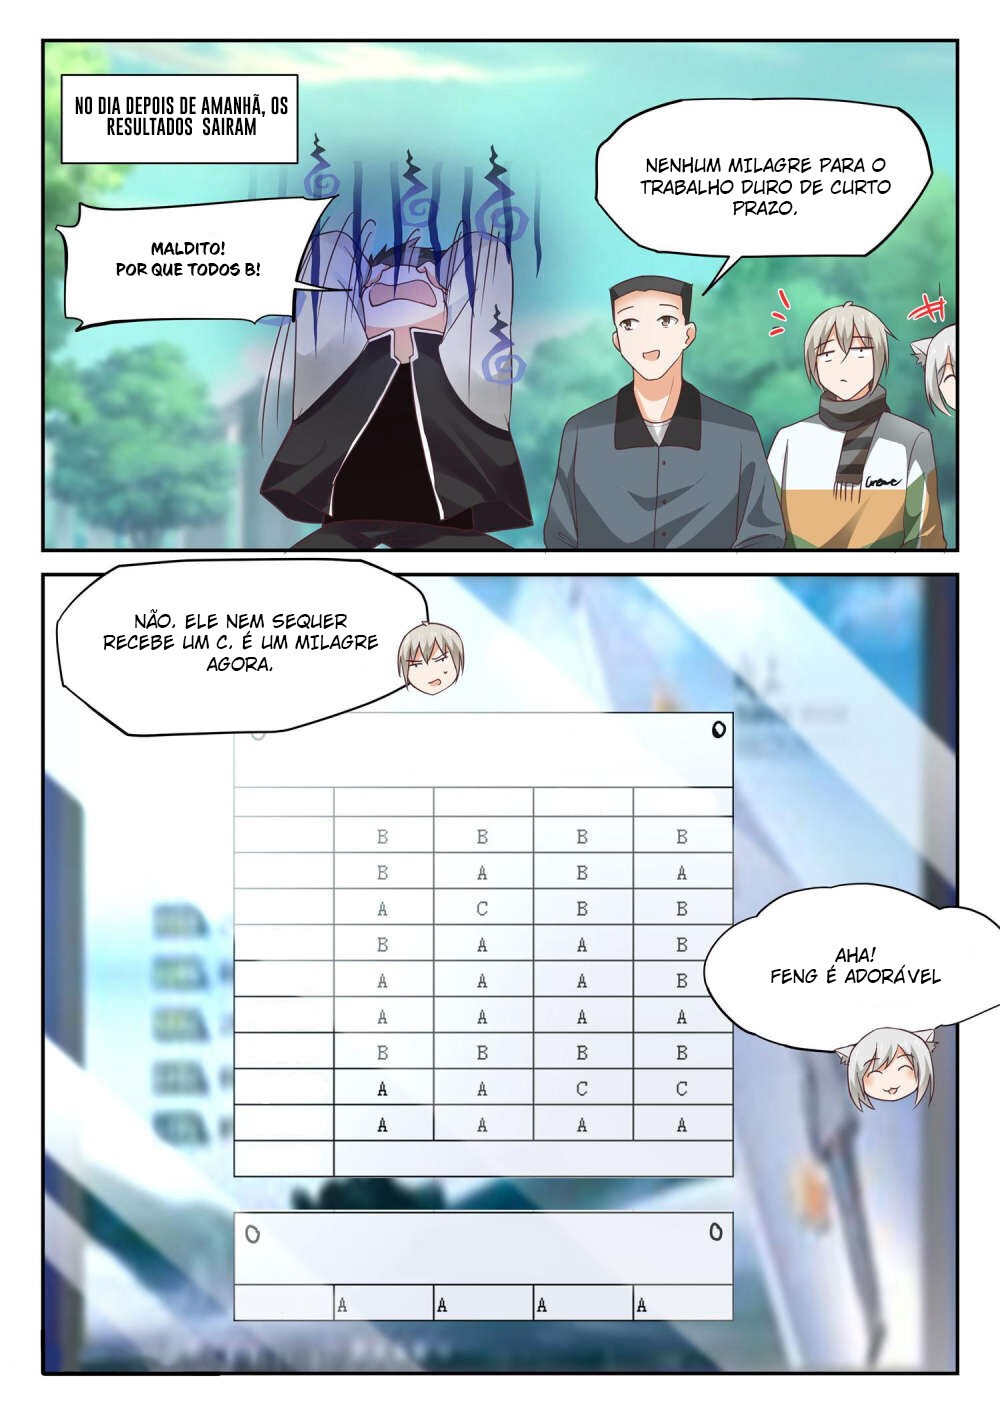 NO DIA DEPOIS DE AMANHÃ, OS
RESULTADOS SAIRAM
NENHUM MILAGRE PARA O
TRABALHO DURO DE CURTO
PRAZO.
MALDITO!
POR QUE TODOS B!
NÃO. ELE NEM SEQUER
RECEBE UM C. É UM MILAGRE
AGORA.
B B B B
B A B A
A C B B
B A A B
A A A B
A A A A
B B B B
A A C C
A A A A
AHA!
FENG É ADORÁVEL
A A A A